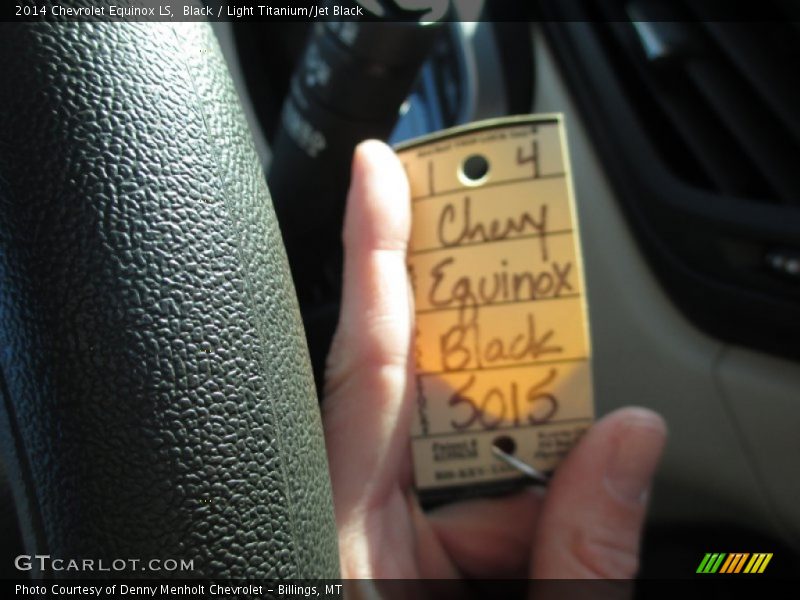 2014 Chevrolet Equinox LS, Black / Light Titanium/Jet Black
1 4
Chevy
Equinox
Black
5015
GTCARLOT.COM
Photo Courtesy of Denny Menholt Chevrolet - Billings, MT